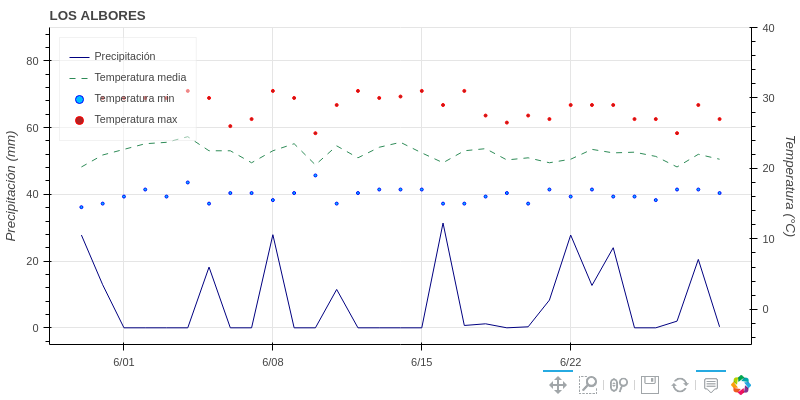 LOS ALBORES
Precipitación
Temperatura media
Temperatura min
Temperatura max
Precipitación (mm)
80
60
40
20
0
Temperatura (°C)
40
30
20
10
0
6/01
6/08
6/15
6/22